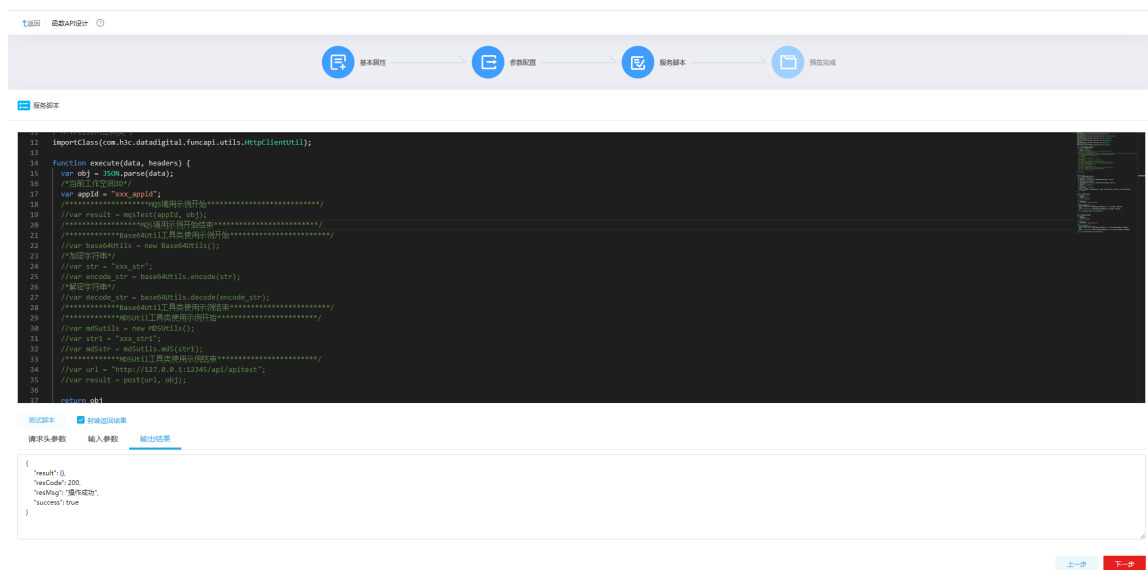 返回 函数API设计
基本属性 参数配置 服务脚本 预览完成
服务脚本
12 importClass(com.h3c.datadigital.funcapi.utils.HttpClientUtil);
13
14 function execute(data, headers) {
15 var obj = JSON.parse(data);
16 /*当前工作空间ID*/
17 var appId = "xxx_appid";
18 /********************MQS调用示例开始***************************/
19 //var result = mqsTest(appId, obj);
20 /******************MQS调用示例开始结束*************************/
21 /*************Base64Util工具类使用示例开始************************/
22 //var base64Utils = new Base64Utils();
23 /*加密字符串*/
24 //var str = "xxx_str";
25 //var encode_str = base64Utils.encode(str);
26 /*解密字符串*/
27 //var decode_str = base64Utils.decode(encode_str);
28 /*************Base64Util工具类使用示例结束************************/
29 /*************MD5Util工具类使用示例开始************************/
30 //var md5utils = new MD5Utils();
31 //var str1 = "xxx_str1";
32 //var md5str = md5utils.md5(str1);
33 /*************MD5Util工具类使用示例结束************************/
34 //var url = "http://127.0.0.1:12345/api/apitest";
35 //var result = post(url, obj);
36
37 return obj
测试脚本 封装返回结果
请求头参数 输入参数 输出结果
{
"result": {},
"resCode": 200,
"resMsg": "操作成功",
"success": true
}
上一步 下一步